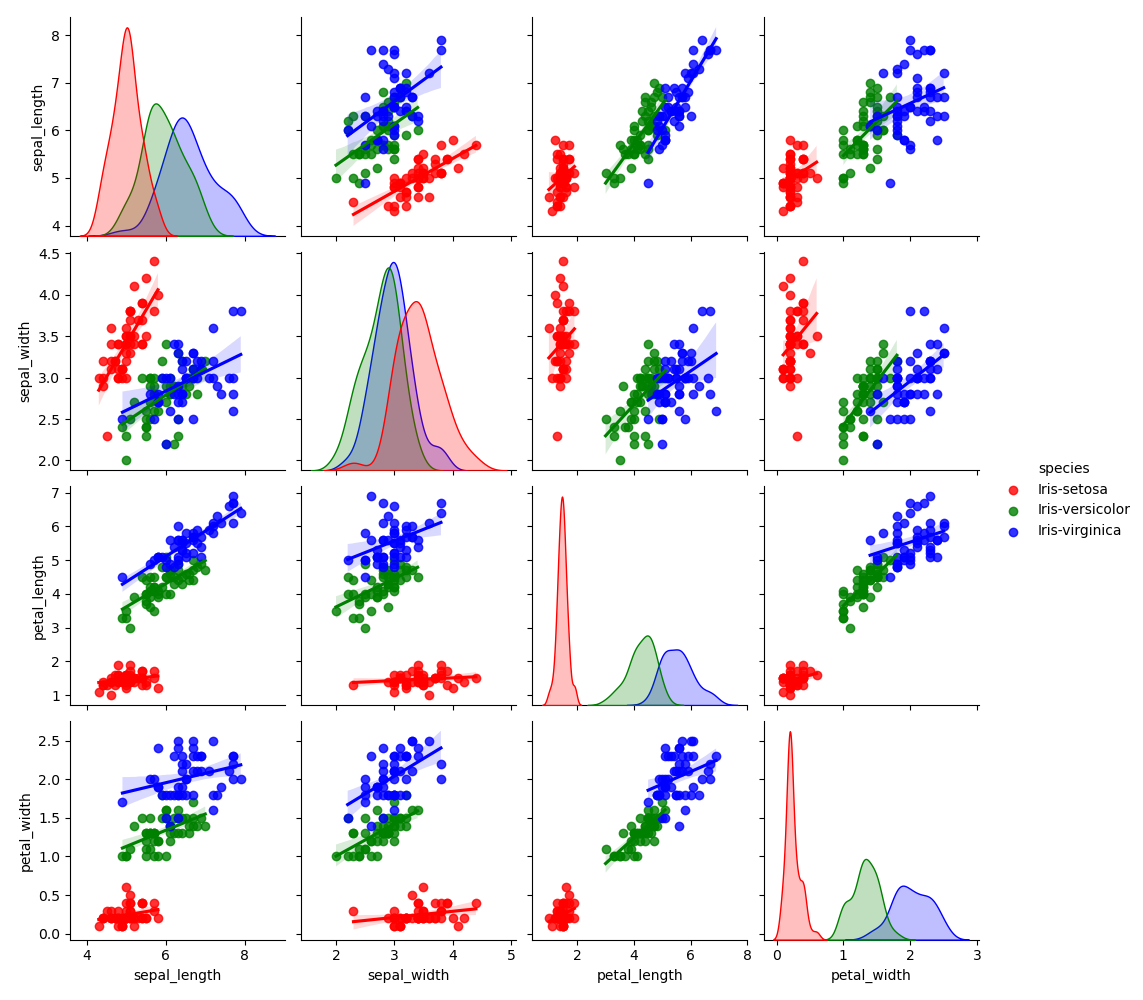 sepal_length
8
7
6
5
4
sepal_width
4.5
4.0
3.5
3.0
2.5
2.0
species
Iris-setosa
Iris-versicolor
Iris-virginica
petal_length
7
6
5
4
3
2
1
petal_width
2.5
2.0
1.5
1.0
0.5
0.0
4 6 8 2 3 4 5 2 4 6 8 0 1 2 3
sepal_length sepal_width petal_length petal_width